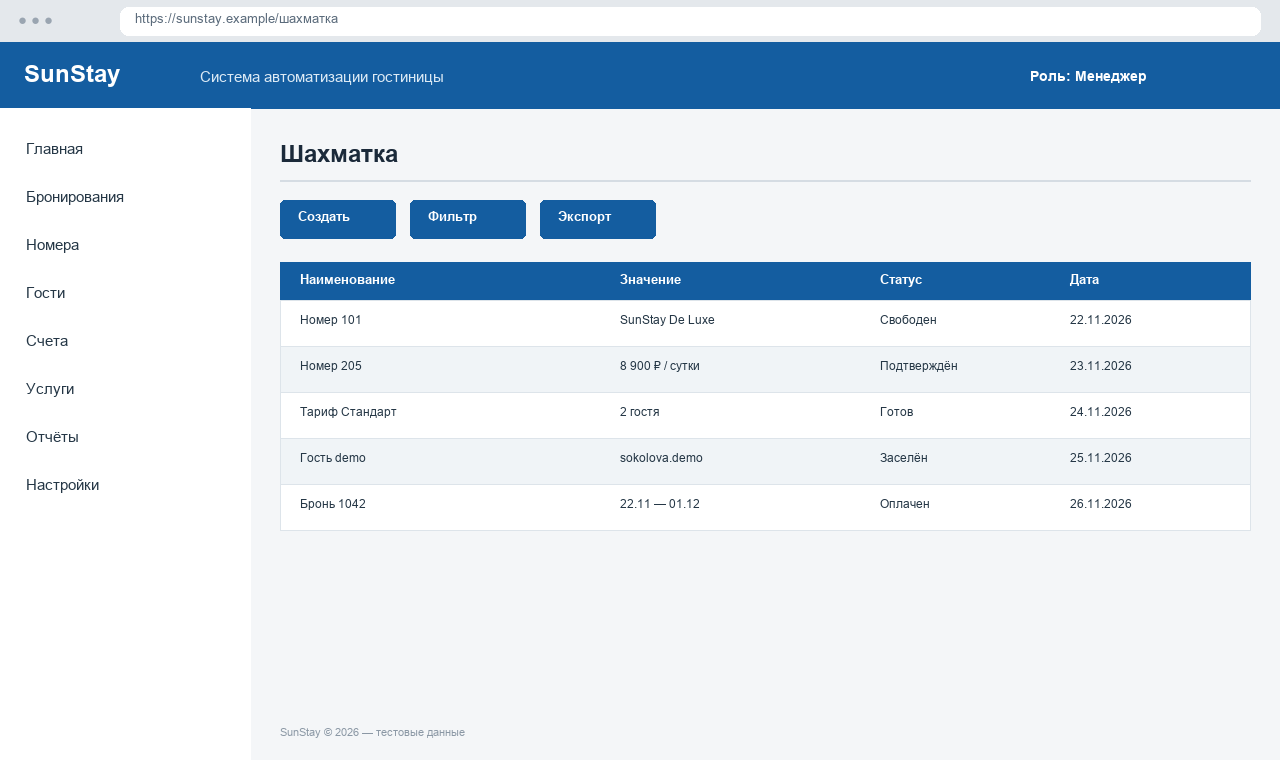 https://sunstay.example/шахматка
SunStay
Система автоматизации гостиницы
Роль: Менеджер
Главная
Бронирования
Номера
Гости
Счета
Услуги
Отчёты
Настройки
Шахматка
Создать Фильтр Экспорт
Наименование Значение Статус Дата
Номер 101 SunStay De Luxe Свободен 22.11.2026
Номер 205 8 900 ₽ / сутки Подтверждён 23.11.2026
Тариф Стандарт 2 гостя Готов 24.11.2026
Гость demo sokolova.demo Заселён 25.11.2026
Бронь 1042 22.11 — 01.12 Оплачен 26.11.2026
SunStay © 2026 — тестовые данные